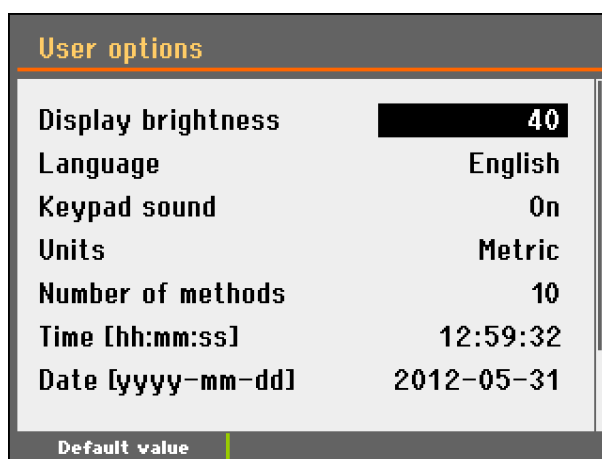 User options
Display brightness 40
Language English
Keypad sound On
Units Metric
Number of methods 10
Time [hh:mm:ss] 12:59:32
Date [yyyy-mm-dd] 2012-05-31
Default value